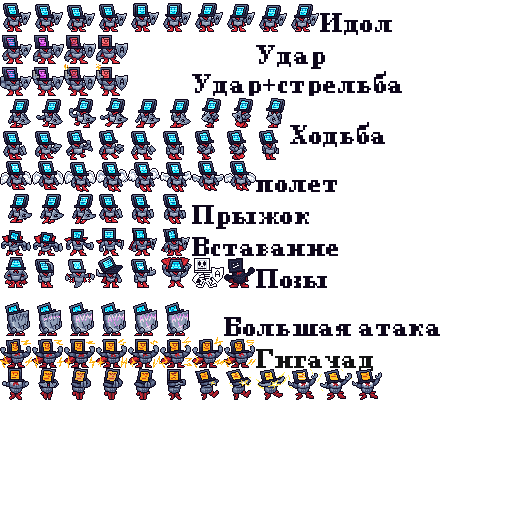 Идол
Удар
Удар+стрельба
Ходьба
полет
Прыжок
Вставание
Позы
Большая атака
Гигачад